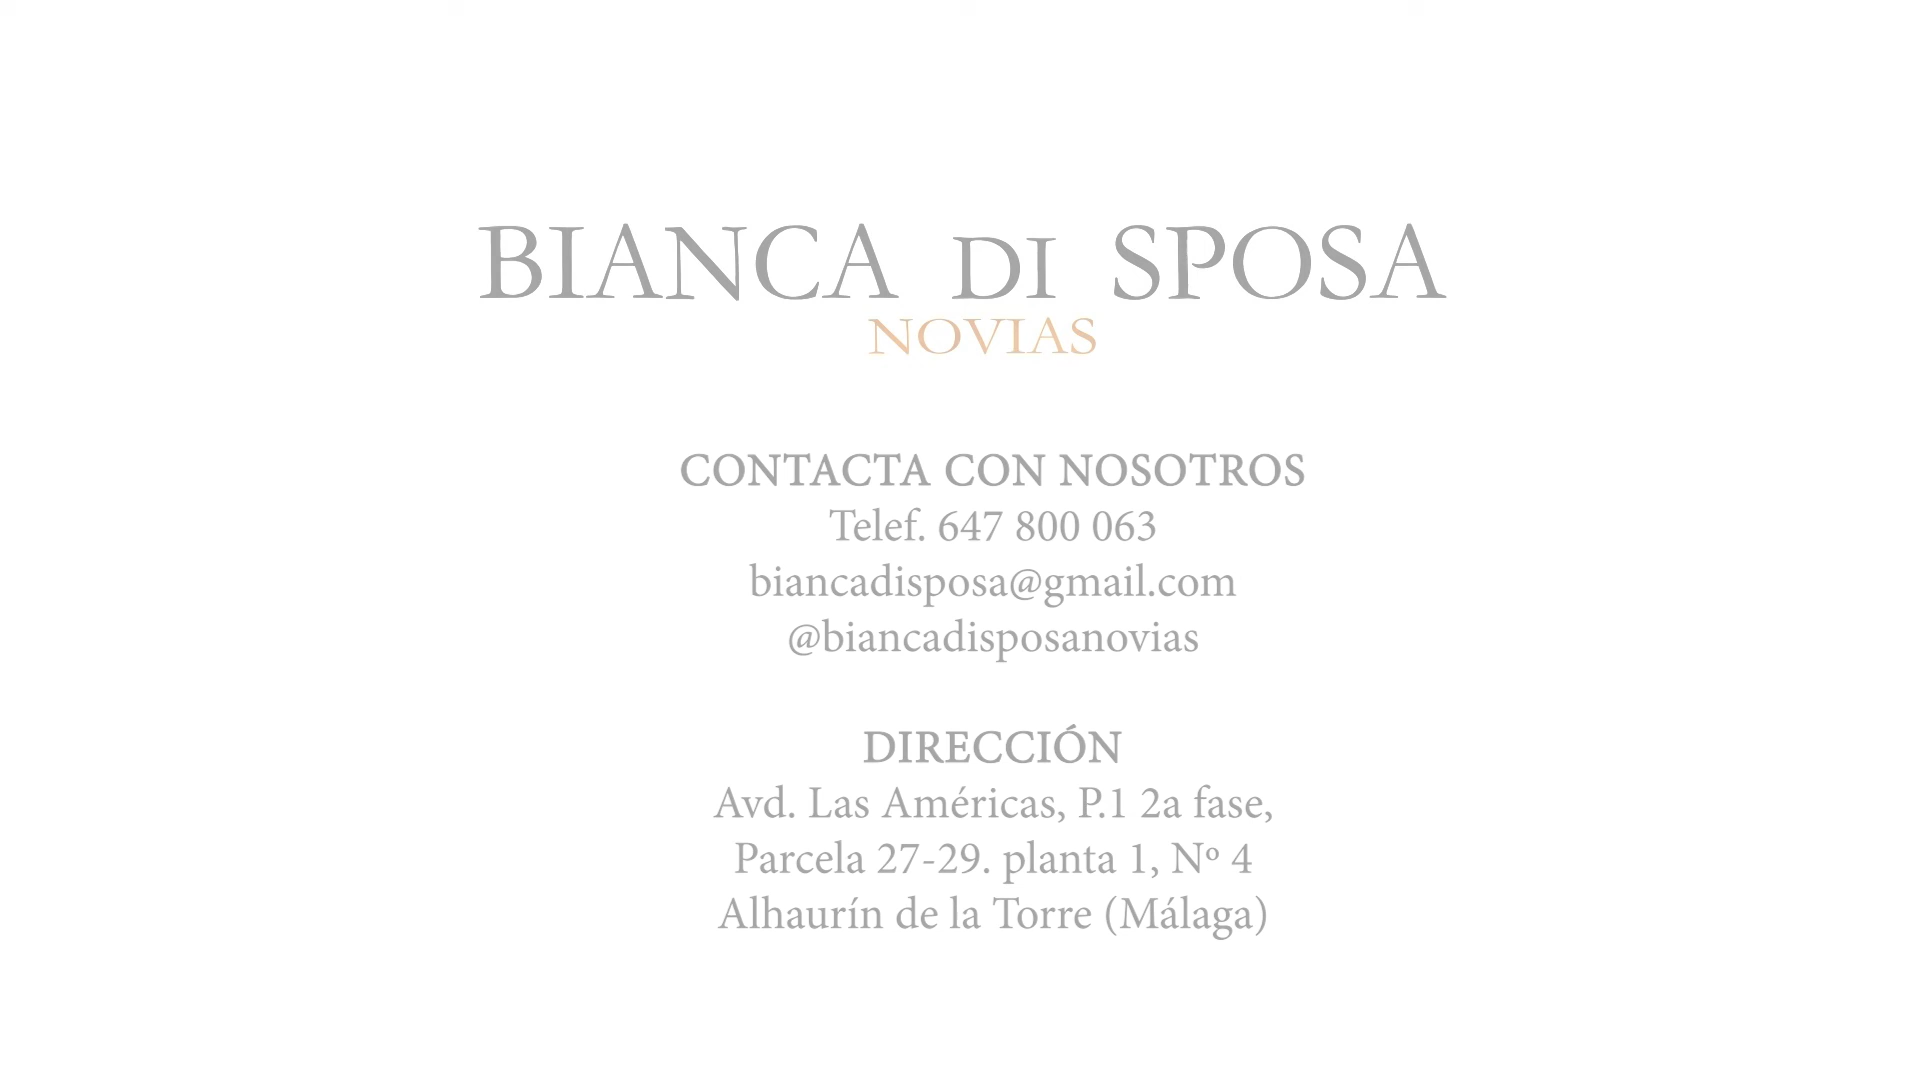 BIANCA DI SPOSA
NOVIAS
CONTACTA CON NOSOTROS
Telef. 647 800 063
biancadisposa@gmail.com
@biancadisposanovias
DIRECCIÓN
Avd. Las Américas, P.1 2a fase,
Parcela 27-29. planta 1, Nº 4
Alhaurín de la Torre (Málaga)